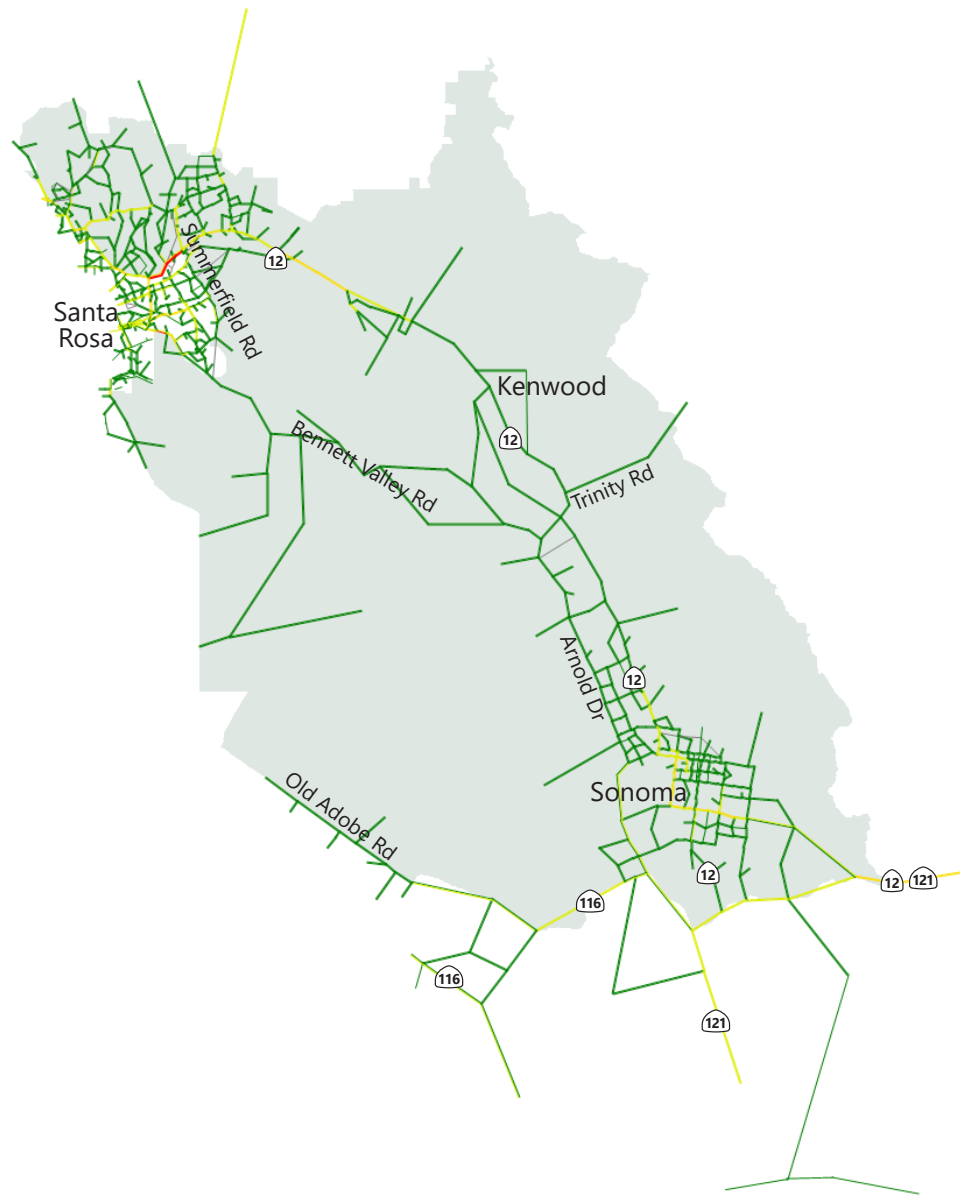 Summerfield Rd
12
Santa
Rosa
Kenwood
12
Bennett Valley Rd
Trinity Rd
Arnold Dr
12
Sonoma
Old Adobe Rd
12
12
121
116
116
121